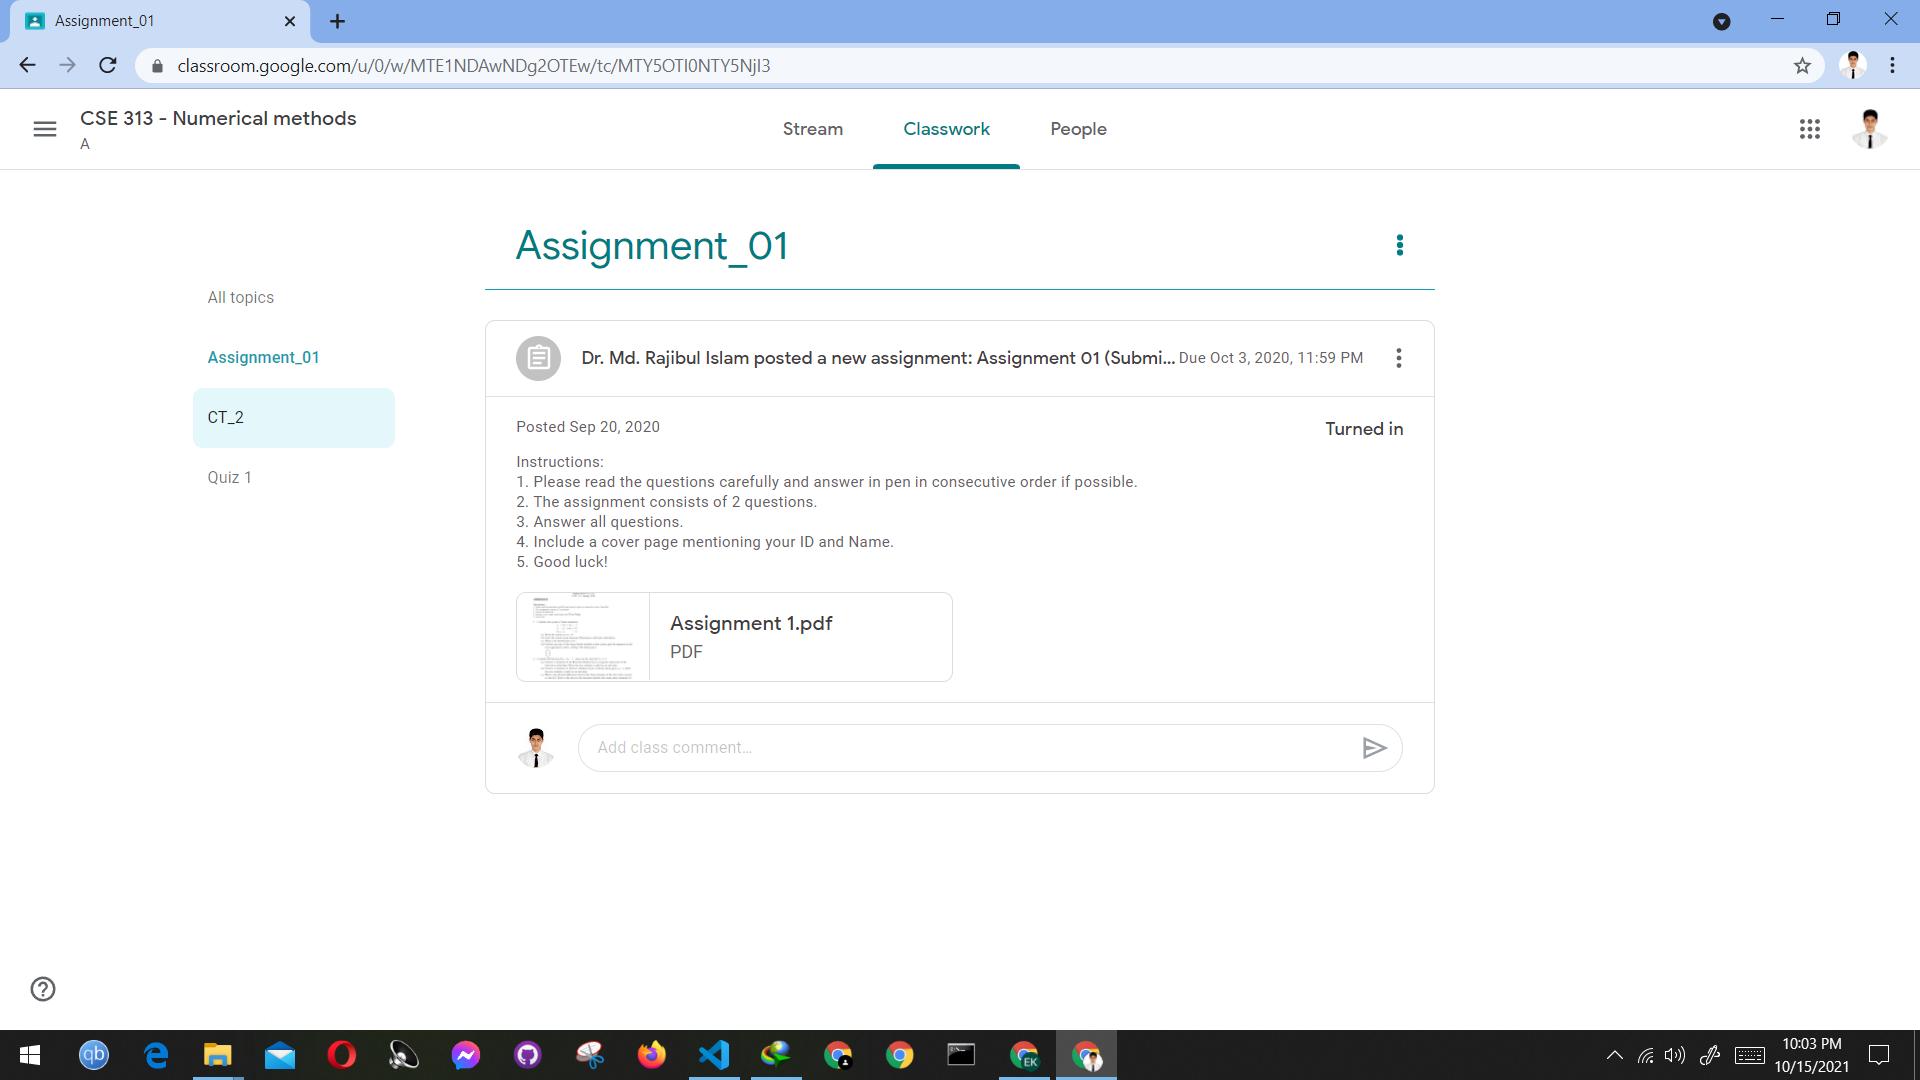 Assignment_01
classroom.google.com/u/0/w/MTE1NDAwNDg2OTEw/tc/MTY5OTI0NTY5NjI3
CSE 313 - Numerical methods
A
Stream
Classwork
People
Assignment_01
All topics
Assignment_01
CT_2
Quiz 1
Dr. Md. Rajibul Islam posted a new assignment: Assignment 01 (Submi... Due Oct 3, 2020, 11:59 PM
Posted Sep 20, 2020
Turned in
Instructions:
1. Please read the questions carefully and answer in pen in consecutive order if possible.
2. The assignment consists of 2 questions.
3. Answer all questions.
4. Include a cover page mentioning your ID and Name.
5. Good luck!
Assignment 1.pdf
PDF
Add class comment...
qb
EK
10:03 PM
10/15/2021